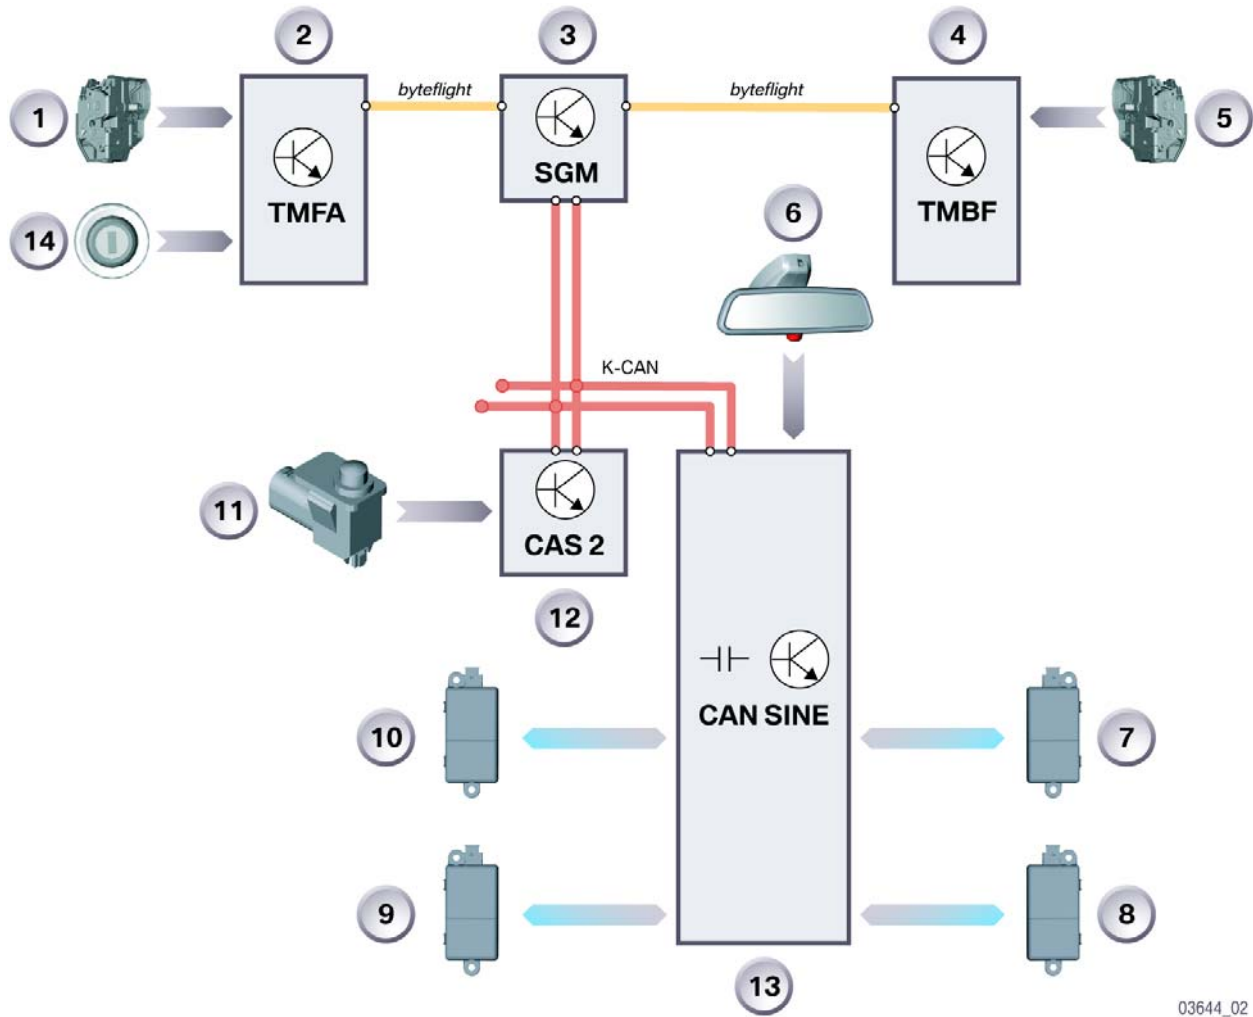 2
3
4
1
byteflight
byteflight
5
SGM
TMFA
TMBF
14
6
K-CAN
11
CAS 2
12
CAN SINE
10
7
9
8
13
03644_02